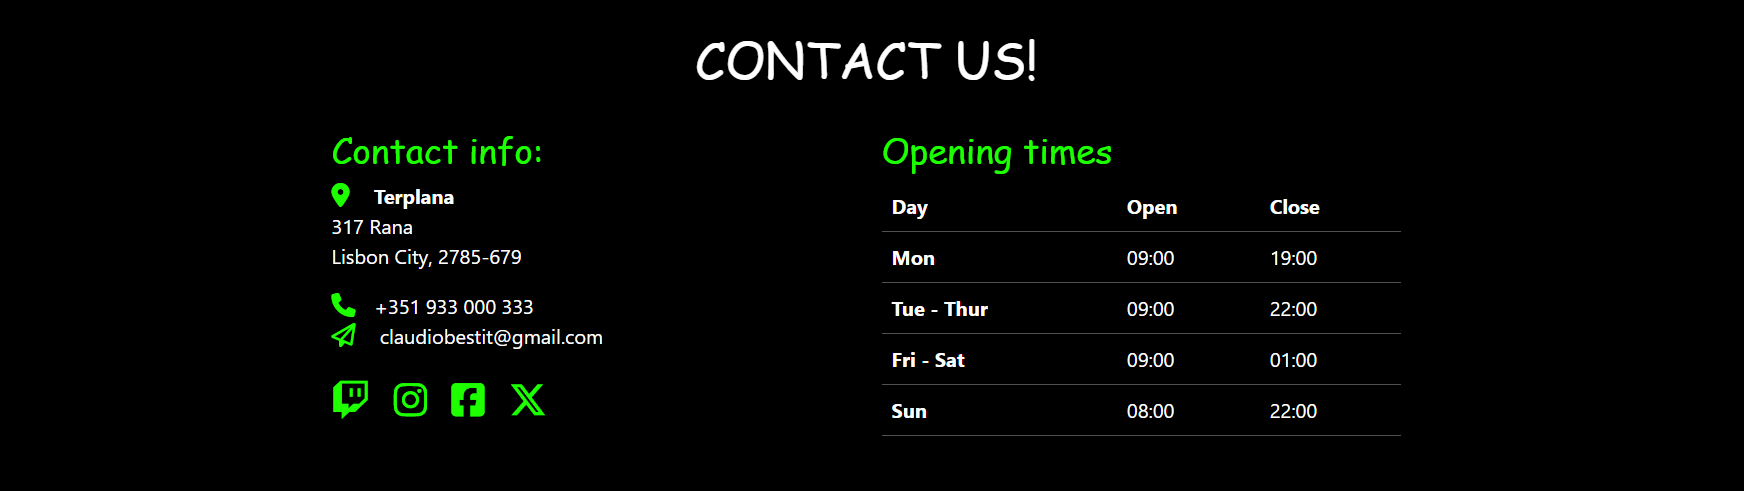 CONTACT US!
Contact info:
Terplana
317 Rana
Lisbon City, 2785-679
+351 933 000 333
claudiobestit@gmail.com
Opening times
Day Open Close
Mon 09:00 19:00
Tue - Thur 09:00 22:00
Fri - Sat 09:00 01:00
Sun 08:00 22:00